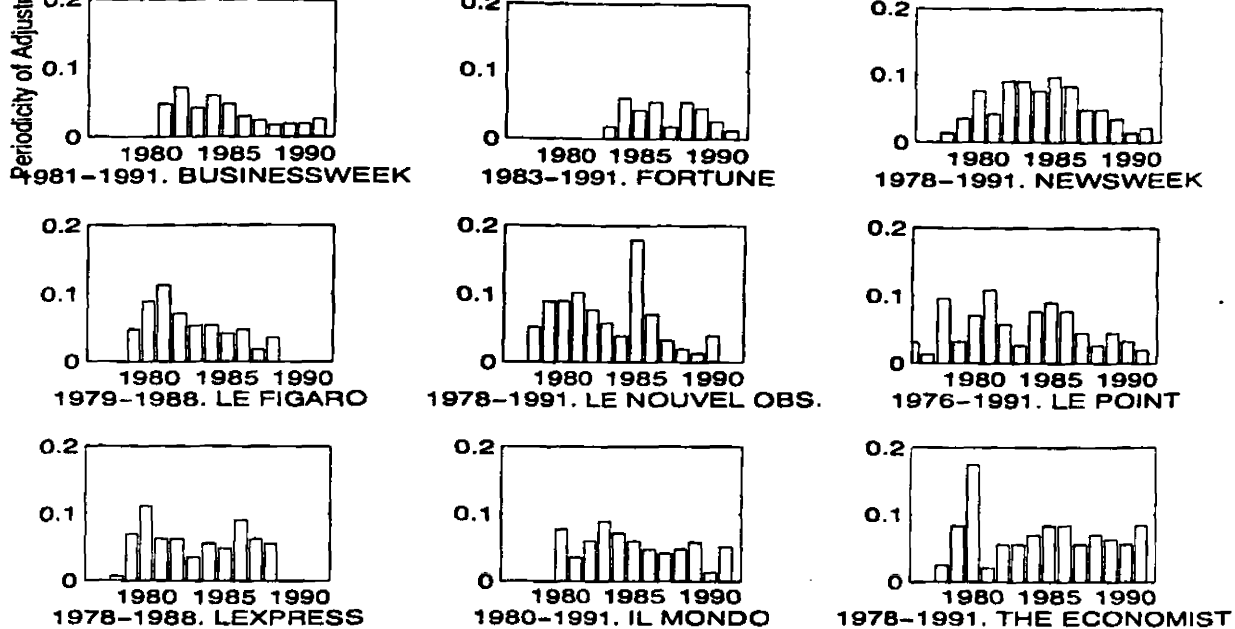 Periodicity of Adjust
0.2 0.2 0.2
0.1 0.1 0.1
0 0 0
1980 1985 1990 1980 1985 1990 1980 1985 1990
1981-1991. BUSINESSWEEK 1983-1991. FORTUNE 1978-1991. NEWSWEEK
0.2 0.2 0.2
0.1 0.1 0.1
0 0 0
1980 1985 1990 1980 1985 1990 1980 1985 1990
1979-1988. LE FIGARO 1978-1991. LE NOUVEL OBS. 1976-1991. LE POINT
0.2 0.2 0.2
0.1 0.1 0.1
0 0 0
1980 1985 1990 1980 1985 1990 1980 1985 1990
1978-1988. LEXPRESS 1980-1991. IL MONDO 1978-1991. THE ECONOMIST